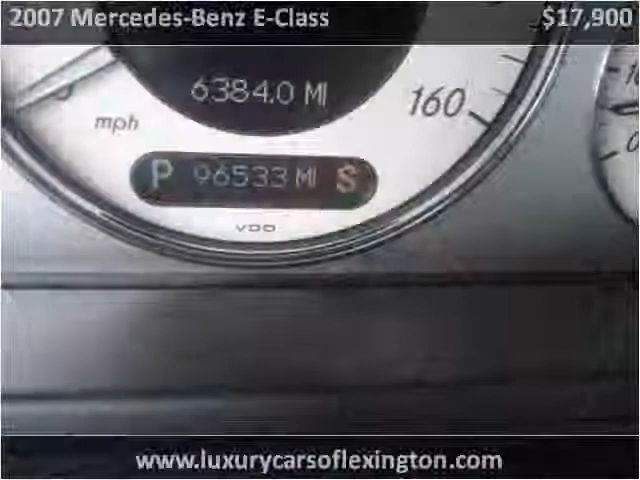 2007 Mercedes-Benz E-Class $17,900
6384.0 MI
160
mph
P 96533 MI S
VDO
www.luxurycarsoflexington.com